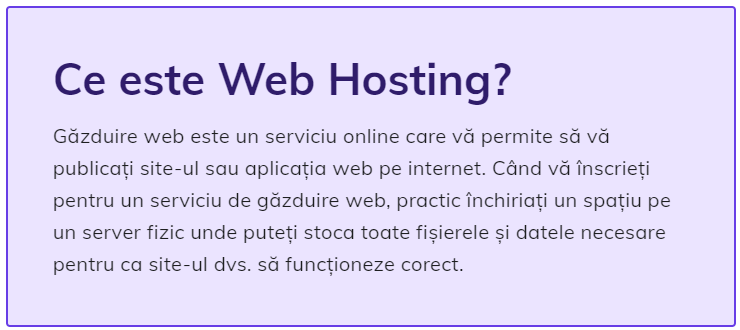 Ce este Web Hosting?
Găzduire web este un serviciu online care vă permite să vă
publicați site-ul sau aplicația web pe internet. Când vă înscrieți
pentru un serviciu de găzduire web, practic închiriați un spațiu pe
un server fizic unde puteți stoca toate fișierele și datele necesare
pentru ca site-ul dvs. să funcționeze corect.